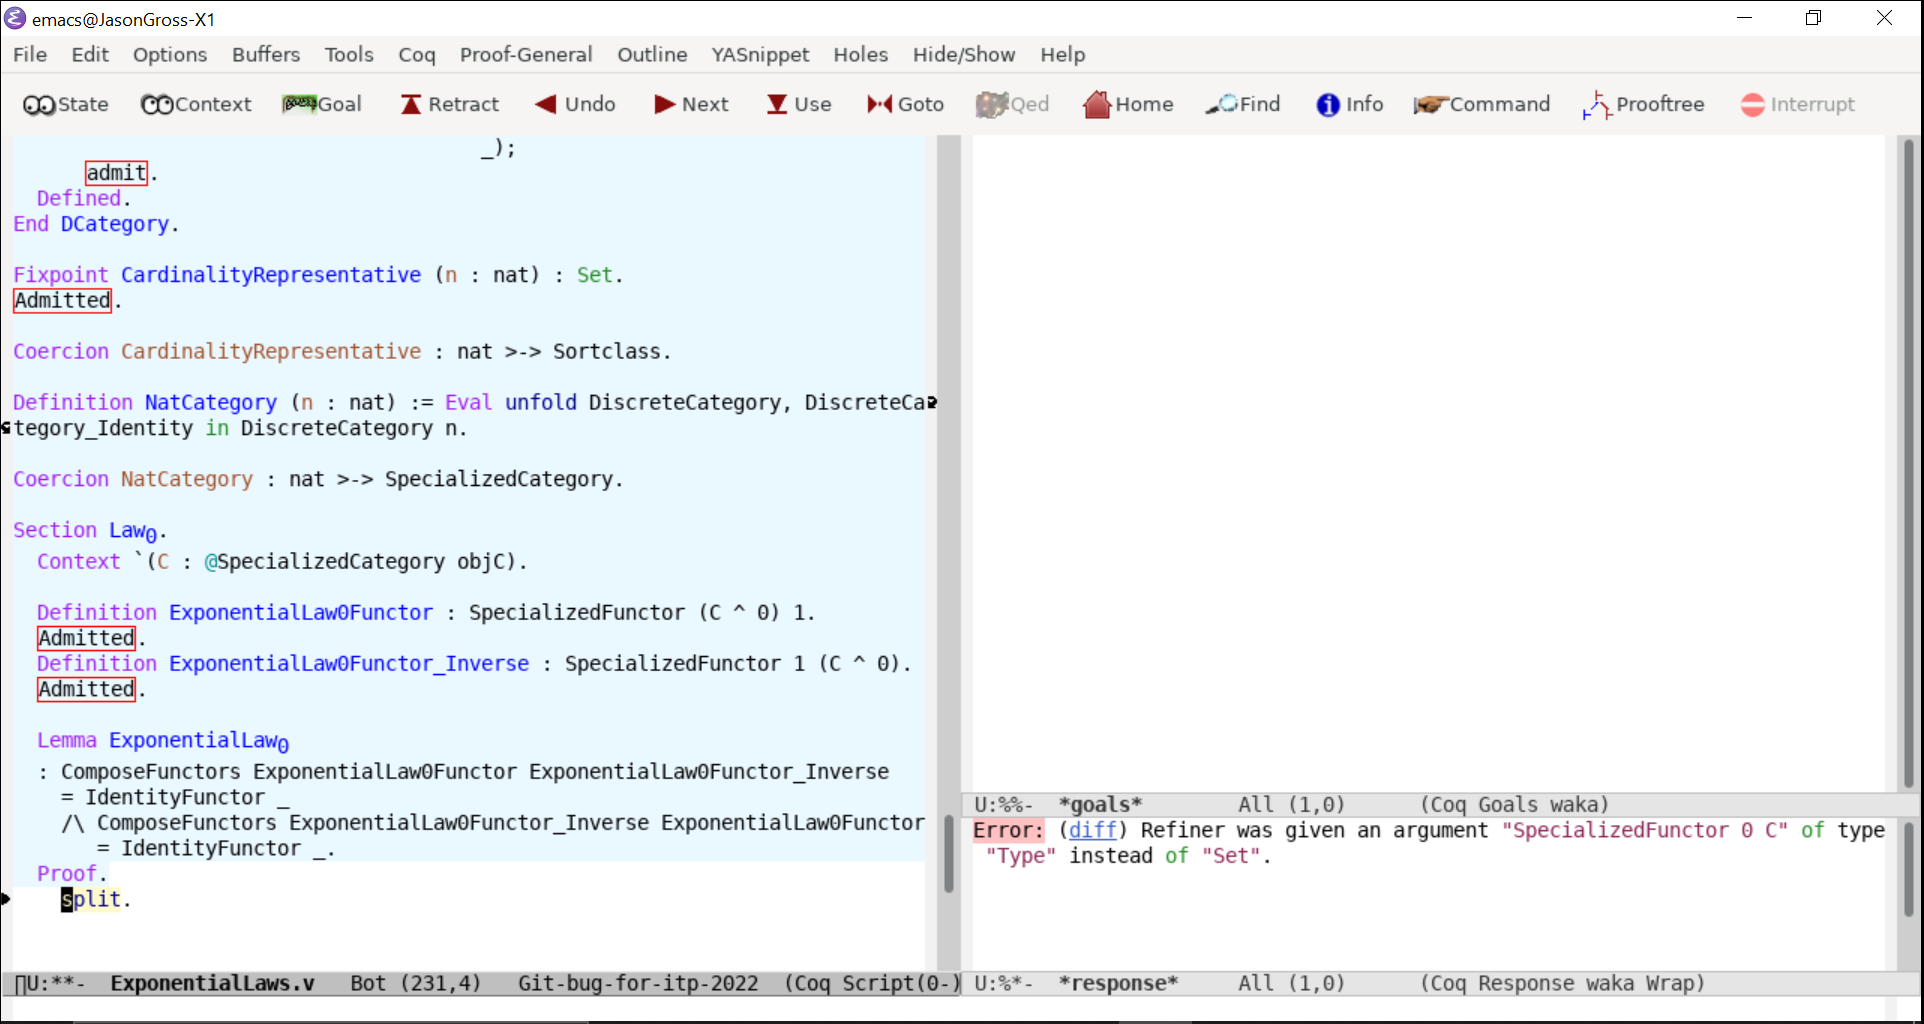 emacs@JasonGross-X1
File Edit Options Buffers Tools Coq Proof-General Outline YASnippet Holes Hide/Show Help
State Context Goal Retract Undo Next Use Goto Qed Home Find Info Command Prooftree Interrupt
_);
admit.
Defined.
End DCategory.
Fixpoint CardinalityRepresentative (n : nat) : Set.
Admitted.
Coercion CardinalityRepresentative : nat >-> Sortclass.
Definition NatCategory (n : nat) := Eval unfold DiscreteCategory, DiscreteCa
tegory_Identity in DiscreteCategory n.
Coercion NatCategory : nat >-> SpecializedCategory.
Section Law0.
Context `(C : @SpecializedCategory objC).
Definition ExponentialLaw0Functor : SpecializedFunctor (C ^ 0) 1.
Admitted.
Definition ExponentialLaw0Functor_Inverse : SpecializedFunctor 1 (C ^ 0).
Admitted.
Lemma ExponentialLaw0
: ComposeFunctors ExponentialLaw0Functor ExponentialLaw0Functor_Inverse
= IdentityFunctor _
/\ ComposeFunctors ExponentialLaw0Functor_Inverse ExponentialLaw0Functor
= IdentityFunctor _.
Proof.
split.
U:**- ExponentialLaws.v Bot (231,4) Git-bug-for-itp-2022 (Coq Script(0-)
U:%%- *goals* All (1,0) (Coq Goals waka)
Error: (diff) Refiner was given an argument "SpecializedFunctor 0 C" of type
"Type" instead of "Set".
U:%*- *response* All (1,0) (Coq Response waka Wrap)